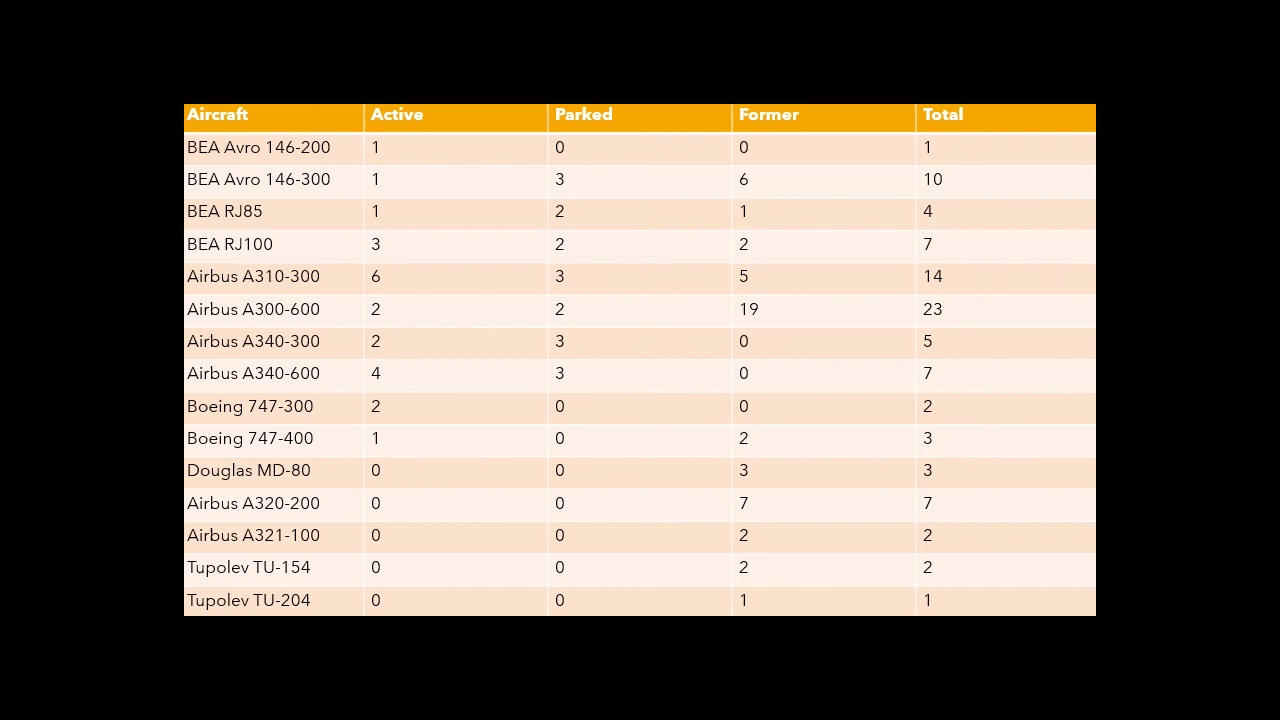 Aircraft Active Parked Former Total
BEA Avro 146-200 1 0 0 1
BEA Avro 146-300 1 3 6 10
BEA RJ85 1 2 1 4
BEA RJ100 3 2 2 7
Airbus A310-300 6 3 5 14
Airbus A300-600 2 2 19 23
Airbus A340-300 2 3 0 5
Airbus A340-600 4 3 0 7
Boeing 747-300 2 0 0 2
Boeing 747-400 1 0 2 3
Douglas MD-80 0 0 3 3
Airbus A320-200 0 0 7 7
Airbus A321-100 0 0 2 2
Tupolev TU-154 0 0 2 2
Tupolev TU-204 0 0 1 1